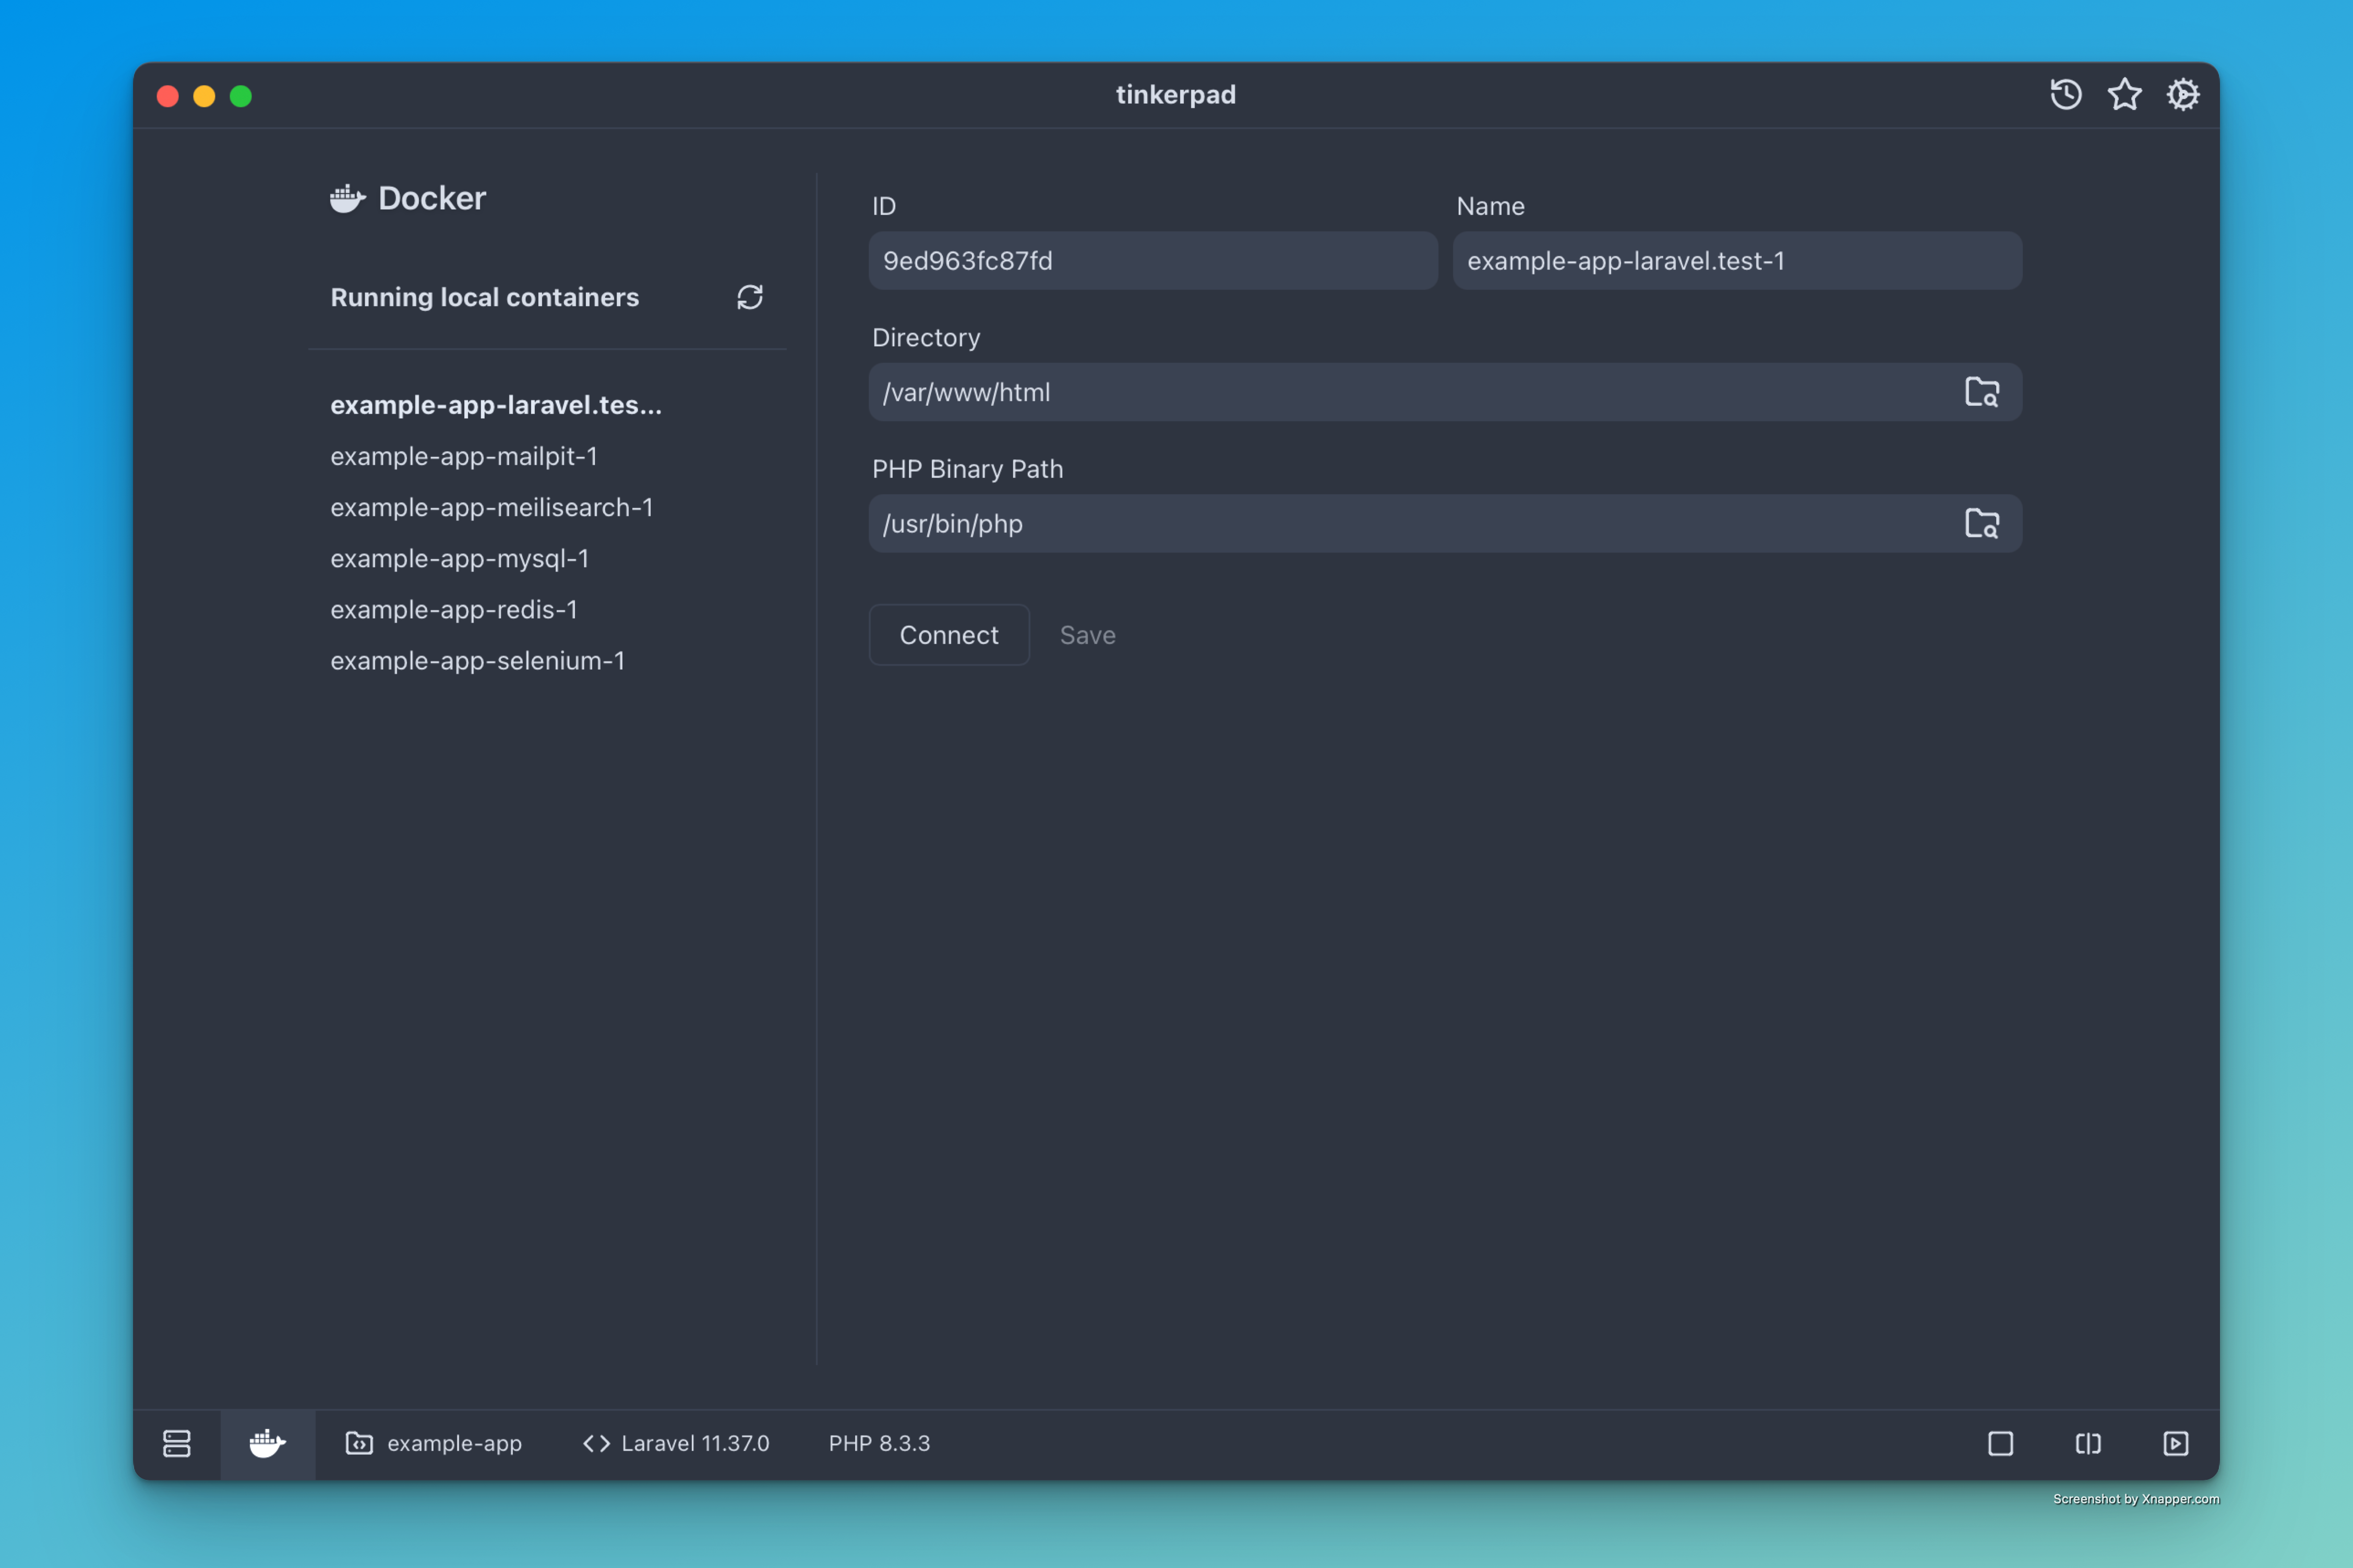 tinkerpad
Docker
Running local containers
example-app-laravel.tes...
example-app-mailpit-1
example-app-meilisearch-1
example-app-mysql-1
example-app-redis-1
example-app-selenium-1
ID
9ed963fc87fd
Name
example-app-laravel.test-1
Directory
/var/www/html
PHP Binary Path
/usr/bin/php
Connect
Save
example-app
Laravel 11.37.0
PHP 8.3.3
Screenshot by Xnapper.com